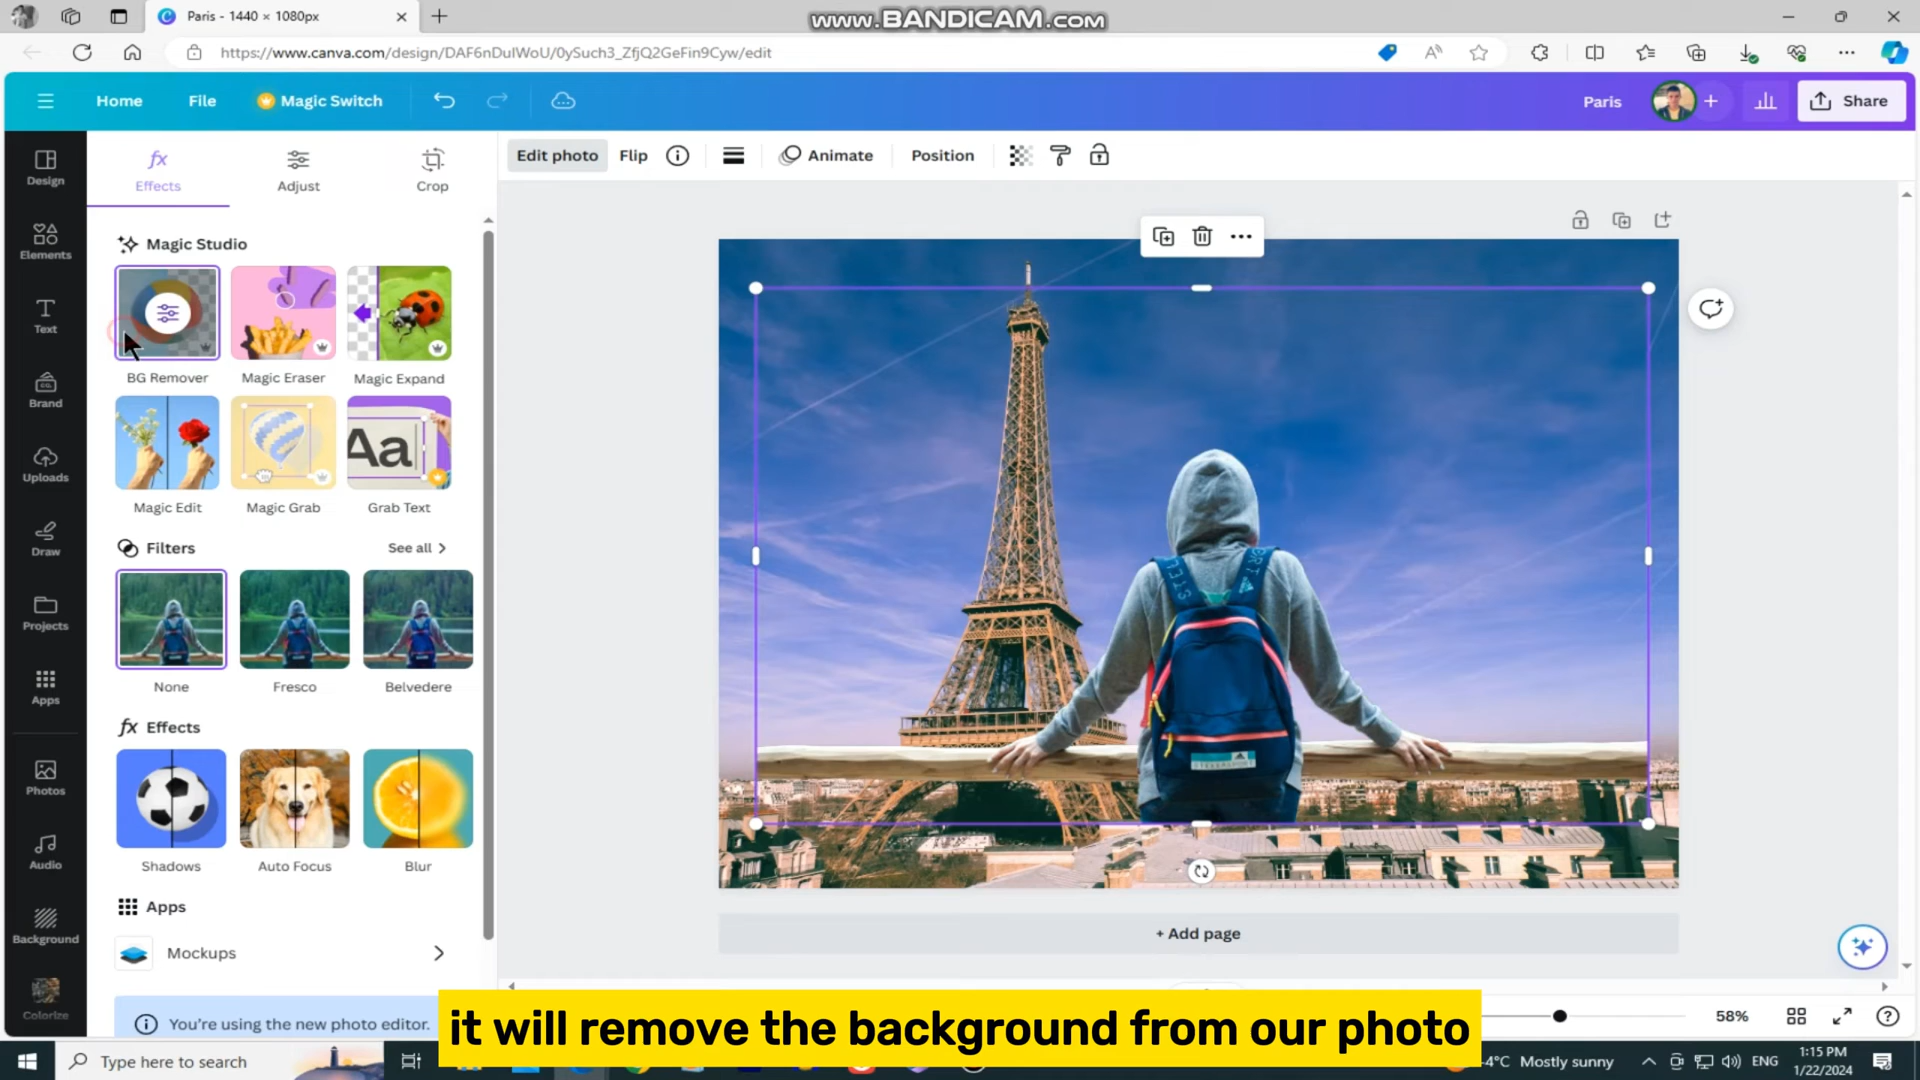 Paris - 1440 × 1080px
www.BANDICAM.com
https://www.canva.com/design/DAF6nDuIWoU/0ySuch3_ZfjQ2GeFin9Cyw/edit
Home
File
Magic Switch
Paris
Share
Design
Elements
Text
Brand
Uploads
Draw
Projects
Apps
Photos
Audio
Background
Colorize
Effects
Adjust
Crop
Edit photo
Flip
Animate
Position
Magic Studio
BG Remover
Magic Eraser
Magic Expand
Aa
Magic Edit
Magic Grab
Grab Text
Filters
See all
None
Fresco
Belvedere
fx Effects
Shadows
Auto Focus
Blur
Apps
Mockups
You're using the new photo editor.
+ Add page
it will remove the background from our photo
58%
Type here to search
-4°C Mostly sunny
ENG
1:15 PM
1/22/2024